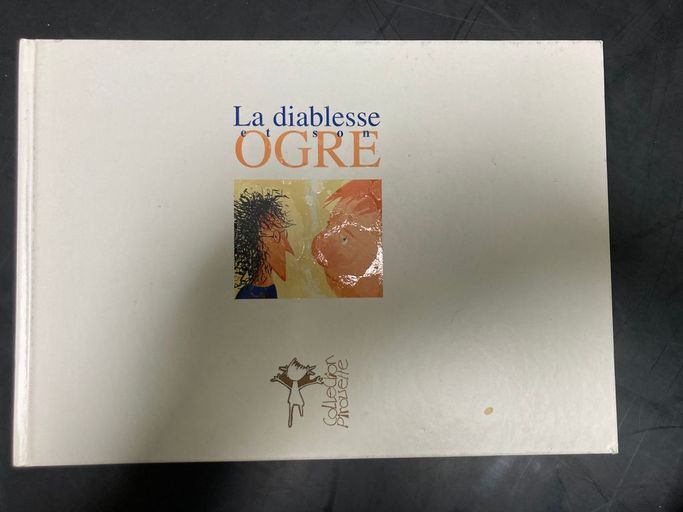 La diablesse
et son
OGRE
Collection
Pirouette